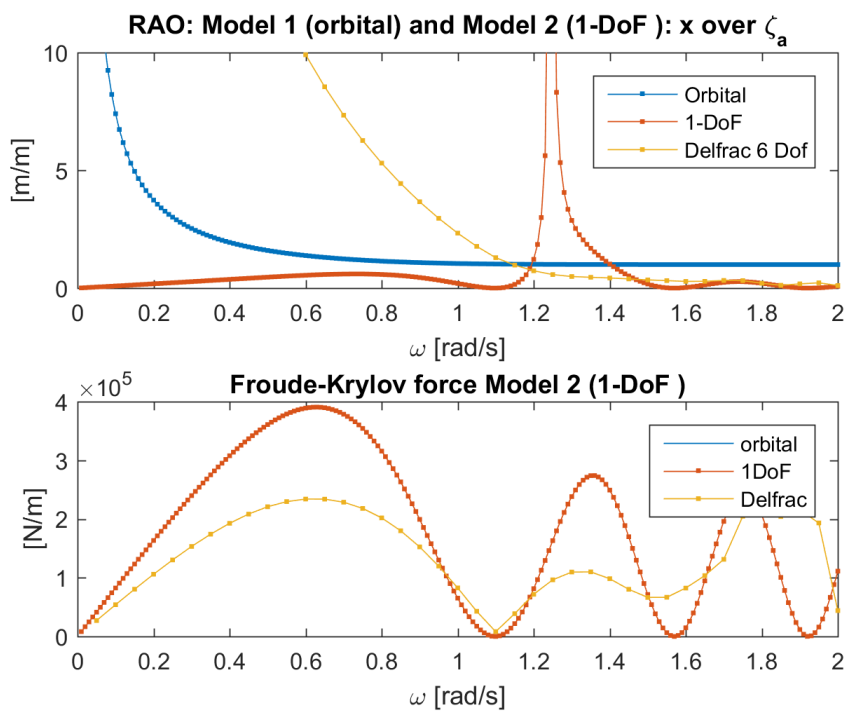 RAO: Model 1 (orbital) and Model 2 (1-DoF ): x over ζa
10
5
0
[m/m]
Orbital
1-DoF
Delfrac 6 Dof
0 0.2 0.4 0.6 0.8 1 1.2 1.4 1.6 1.8 2
ω [rad/s]
×10^5
Froude-Krylov force Model 2 (1-DoF )
4
3
2
1
0
[N/m]
orbital
1DoF
Delfrac
0 0.2 0.4 0.6 0.8 1 1.2 1.4 1.6 1.8 2
ω [rad/s]